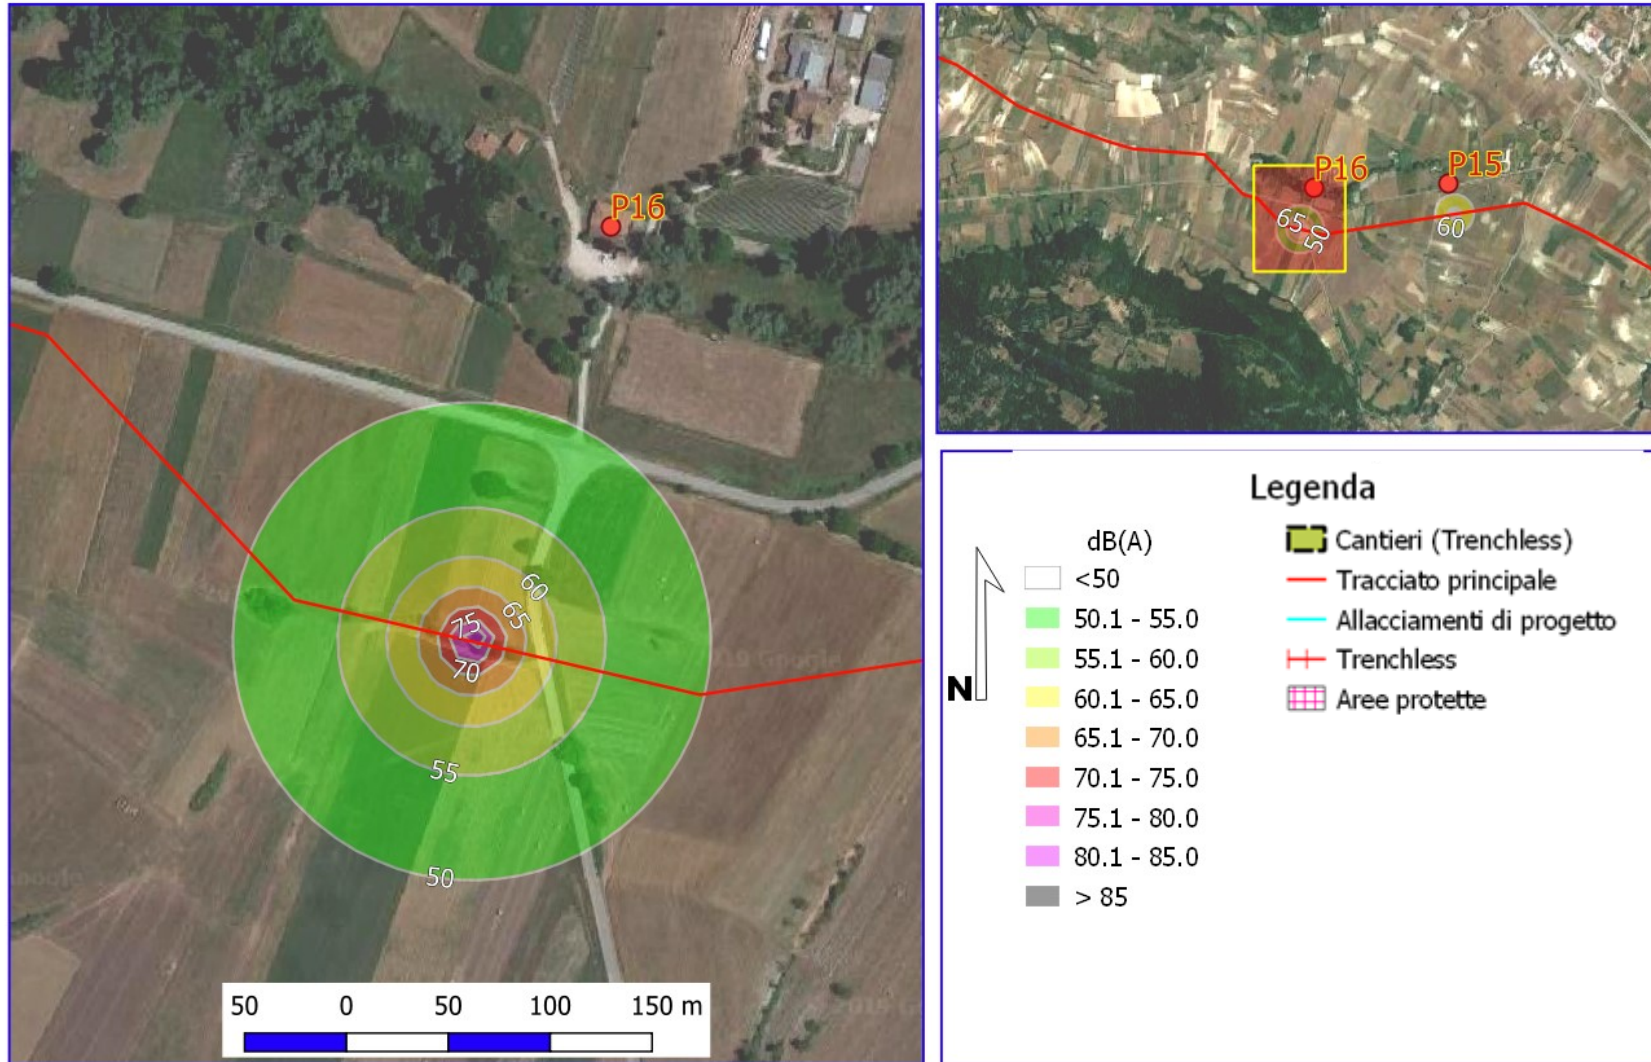 P16
60
65
75
70
55
50
Google
50 0 50 100 150 m
P16
P15
65
50
60
Legenda
dB(A)
<50
50.1 - 55.0
55.1 - 60.0
60.1 - 65.0
65.1 - 70.0
70.1 - 75.0
75.1 - 80.0
80.1 - 85.0
> 85
N
Cantieri (Trenchless)
Tracciato principale
Allacciamenti di progetto
Trenchless
Aree protette